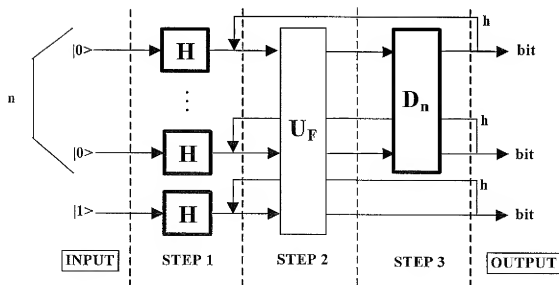 h
|0>
H
bit
n
...
h
U_F
D_n
|0>
H
bit
h
|1>
H
bit
INPUT
STEP 1
STEP 2
STEP 3
OUTPUT